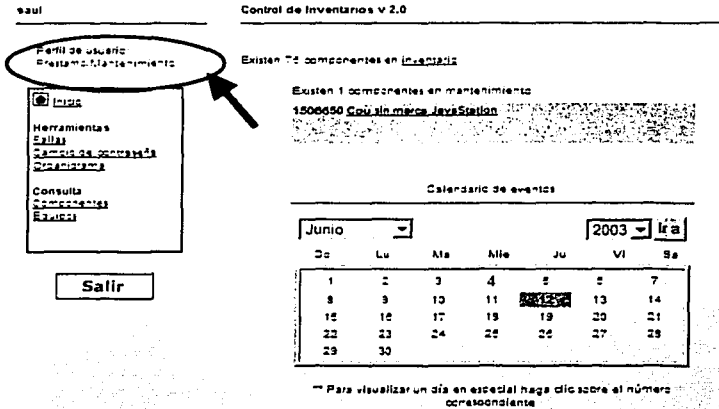 saul
Control de Inventarios v 2.0
Perfil de usuario:
Prestamo/Mantenimiento
Existen 75 componentes en inventario
Existen 1 componentes en mantenimiento
1506650 Cpu sin marca JavaStation
Inicio
Herramientas
Fallas
Cambio de contraseña
Organigrama
Consulta
Componentes
Equipos
Salir
Calendario de eventos
Junio 2003 Ir a
Do Lu Ma Mie Ju Vi Sa
1 2 3 4 5 6 7
8 9 10 11 12 13 14
15 16 17 18 19 20 21
22 23 24 25 26 27 28
29 30
** Para visualizar un día en especial haga clic sobre el número
correspondiente